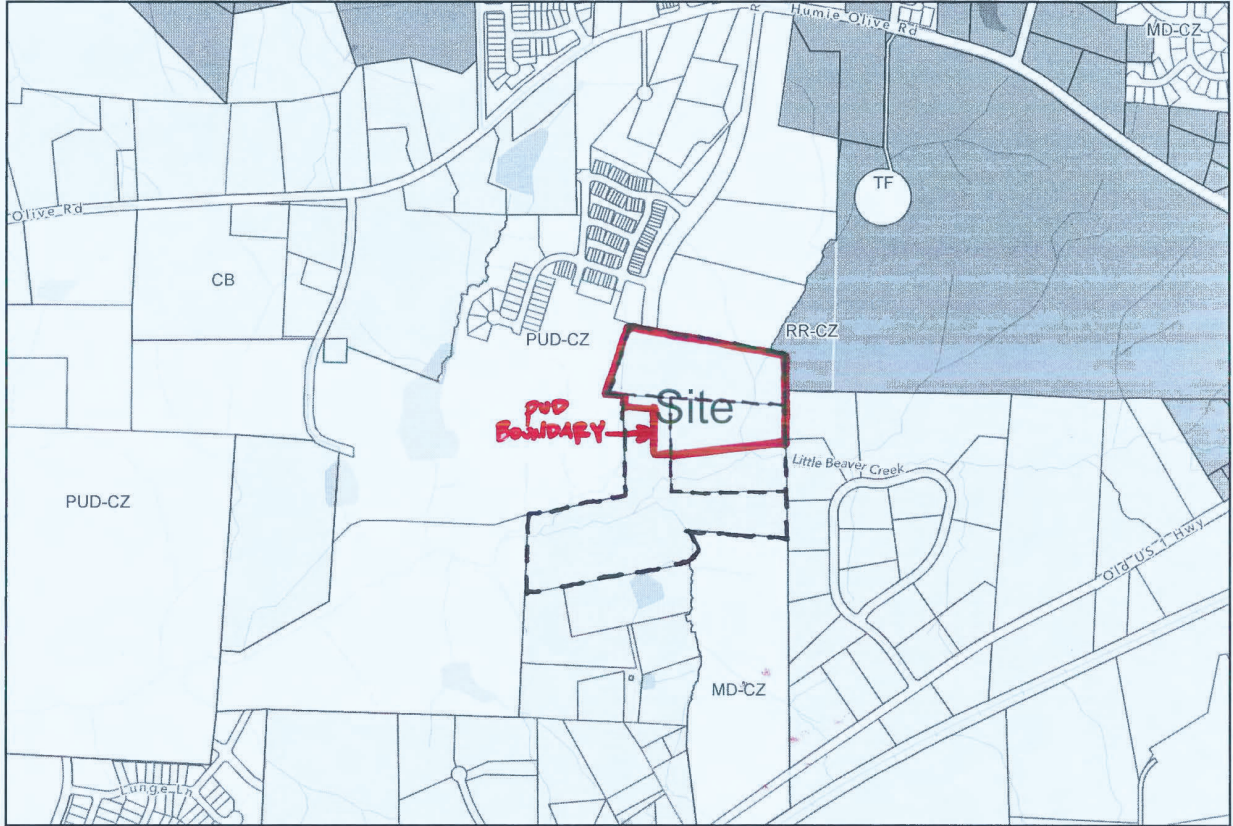 Humie Olive Rd
MD-CZ
R
TF
Olive Rd
CB
PUD-CZ
RR-CZ
Site
PUD
BOUNDARY
Little Beaver Creek
PUD-CZ
Old US 1 Hwy
MD-CZ
Lunge Ln